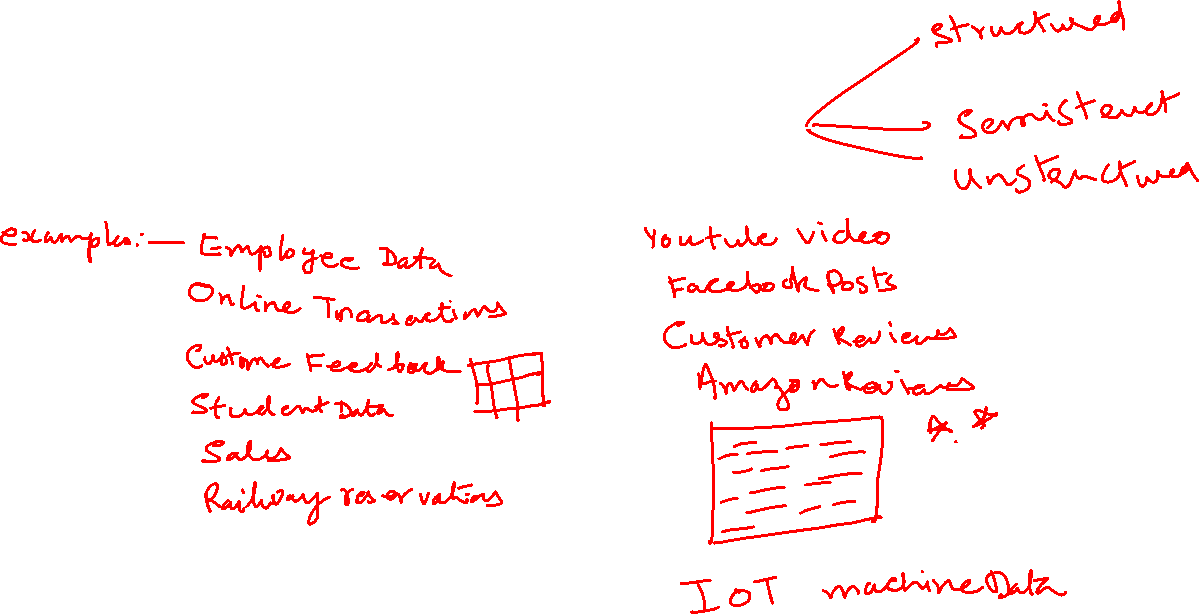 structured
Semistruct
Unstructured
examples:— Employee Data
Online Transactions
Custome Feedback
Student Data
Sales
Railway reservations
Youtube video
Facebook Posts
Customer Reviews
Amazon Reviews
IoT machine Data